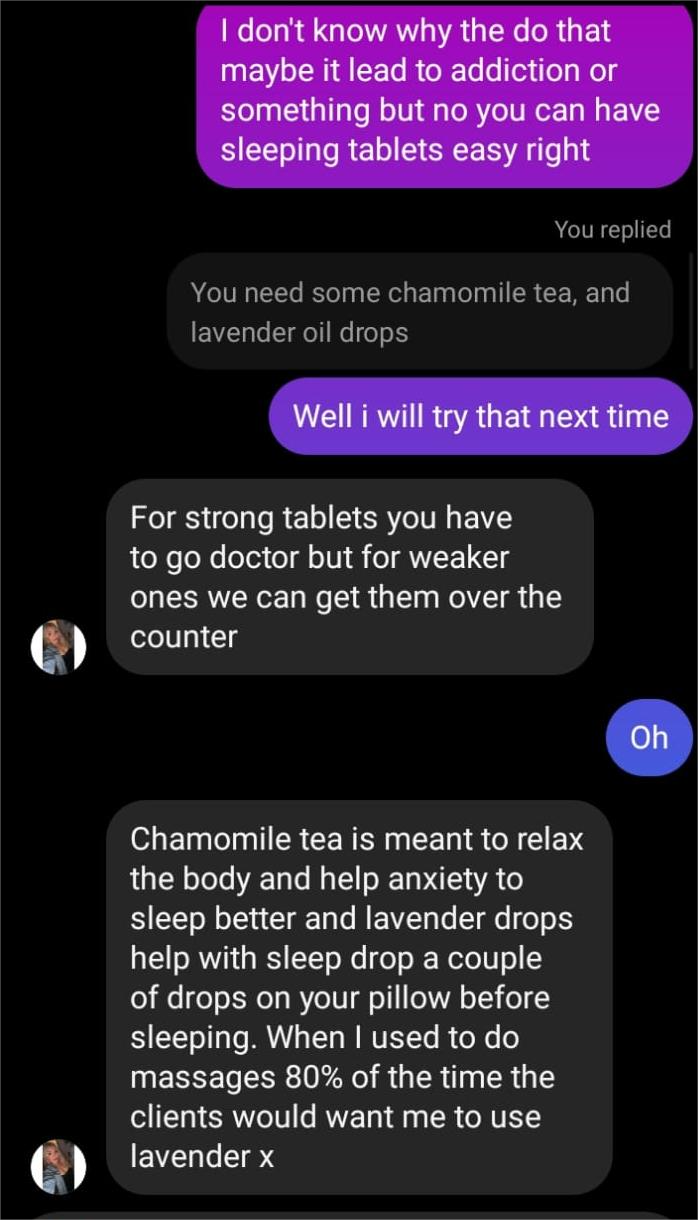 I don't know why the do that
maybe it lead to addiction or
something but no you can have
sleeping tablets easy right
You replied
You need some chamomile tea, and
lavender oil drops
Well i will try that next time
For strong tablets you have
to go doctor but for weaker
ones we can get them over the
counter
Oh
Chamomile tea is meant to relax
the body and help anxiety to
sleep better and lavender drops
help with sleep drop a couple
of drops on your pillow before
sleeping. When I used to do
massages 80% of the time the
clients would want me to use
lavender x